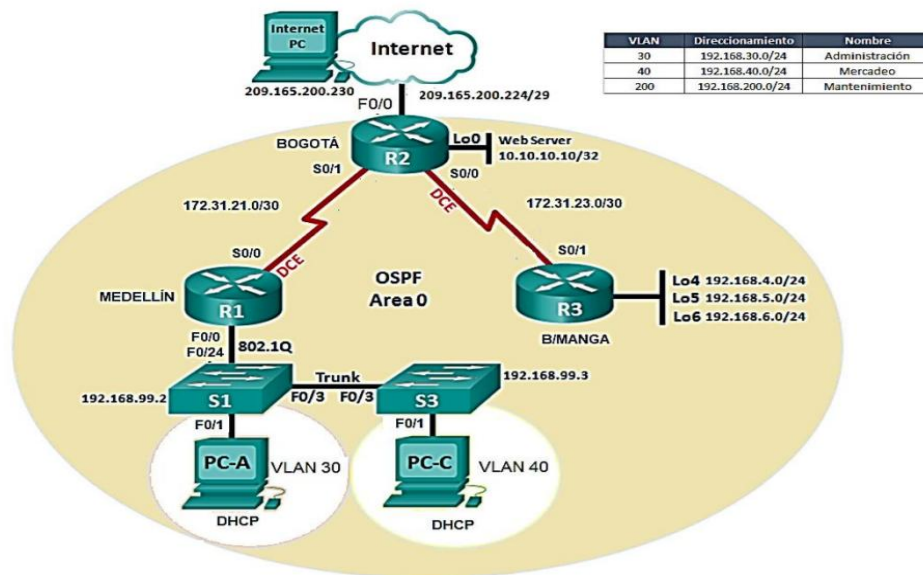 Internet
PC
Internet
209.165.200.230
209.165.200.224/29
F0/0
VLAN Direccionamiento Nombre
30 192.168.30.0/24 Administración
40 192.168.40.0/24 Mercadeo
200 192.168.200.0/24 Mantenimiento
BOGOTÁ
R2
Lo0
Web Server
10.10.10.10/32
S0/1
S0/0
DCE
172.31.21.0/30
172.31.23.0/30
S0/0
DCE
S0/1
MEDELLÍN
R1
OSPF
Area 0
R3
B/MANGA
Lo4 192.168.4.0/24
Lo5 192.168.5.0/24
Lo6 192.168.6.0/24
F0/0
F0/24
802.1Q
192.168.99.2
S1
Trunk
F0/3 F0/3
S3
192.168.99.3
F0/1
F0/1
PC-A
VLAN 30
DHCP
PC-C
VLAN 40
DHCP